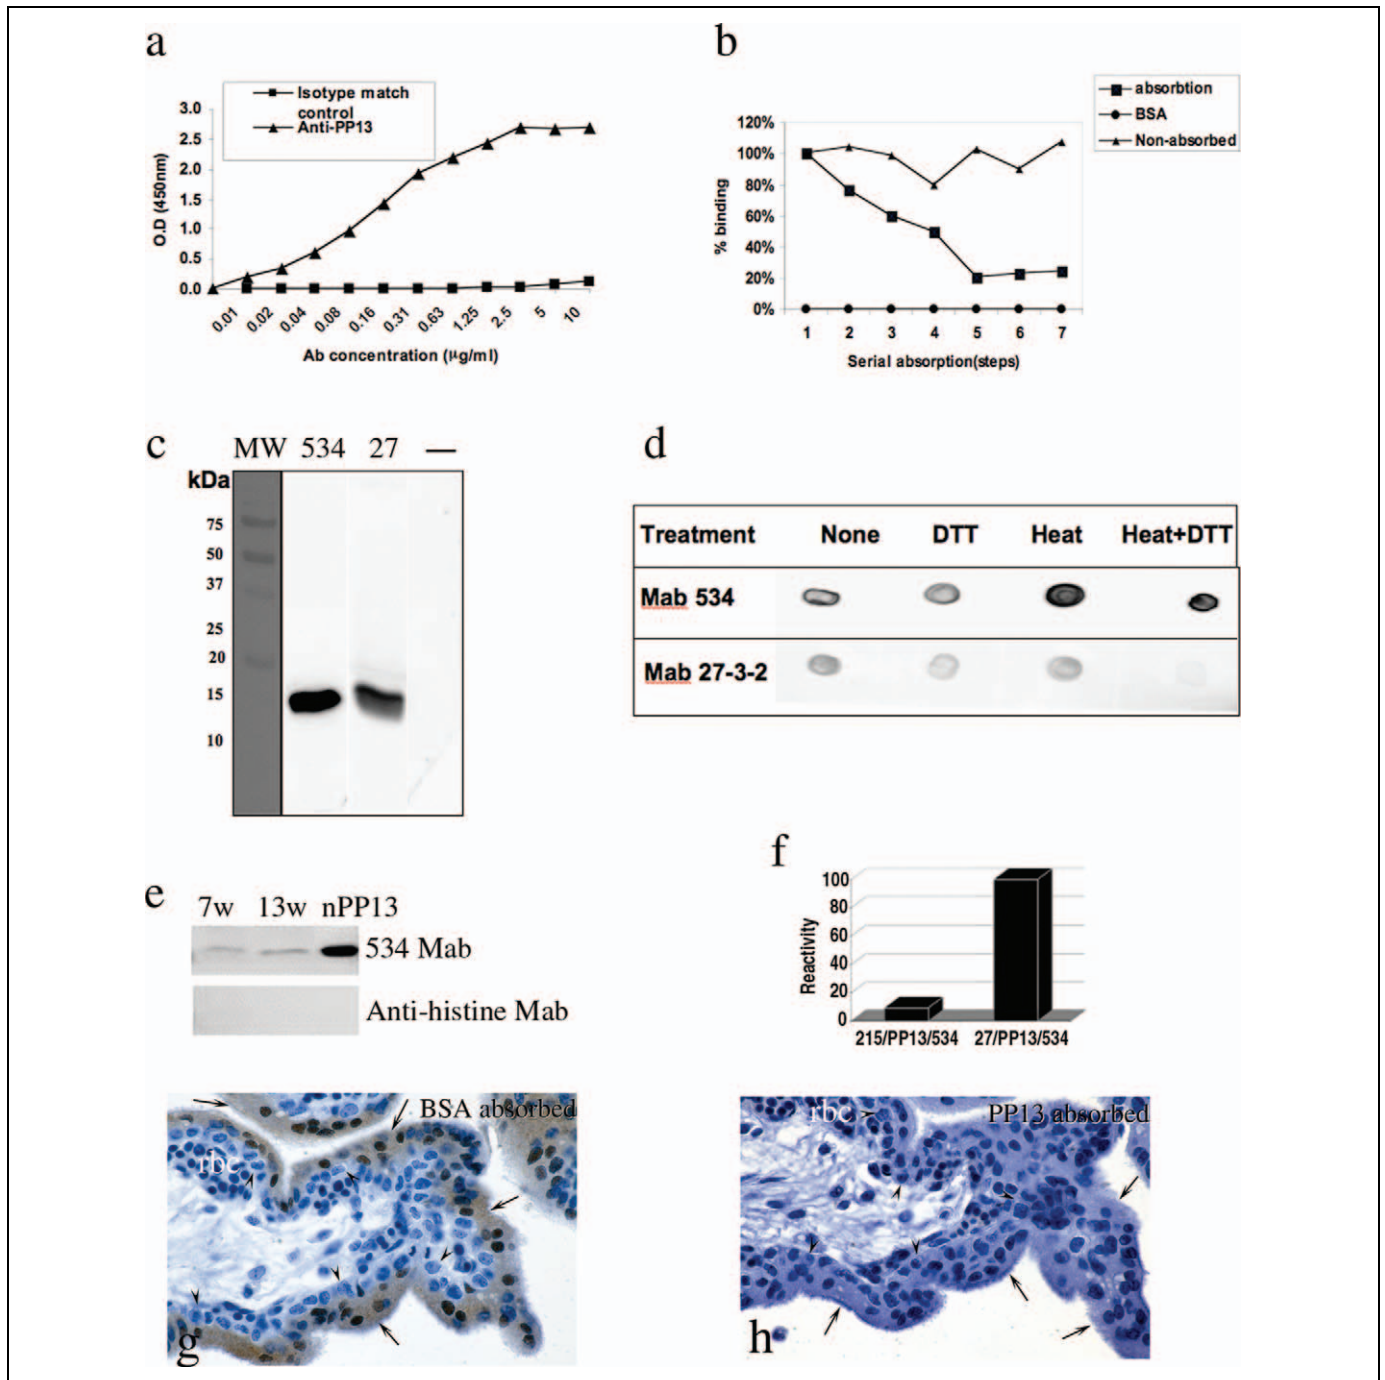 a
Isotype match
control
Anti-PP13
3.0
2.5
2.0
1.5
1.0
0.5
0.0
O.D (450nm)
0.01 0.02 0.04 0.08 0.16 0.31 0.63 1.25 2.5 5 10
Ab concentration (µg/ml)
b
absorbtion
BSA
Non-absorbed
120%
100%
80%
60%
40%
20%
0%
% binding
1 2 3 4 5 6 7
Serial absorption(steps)
c
MW 534 27 —
kDa
75
50
37
25
20
15
10
d
Treatment None DTT Heat Heat+DTT
Mab 534
Mab 27-3-2
e
7w 13w nPP13
534 Mab
Anti-histine Mab
f
100
80
60
40
20
0
Reactivity
215/PP13/534 27/PP13/534
BSA absorbed
rbc
g
PP13 absorbed
rbc
h